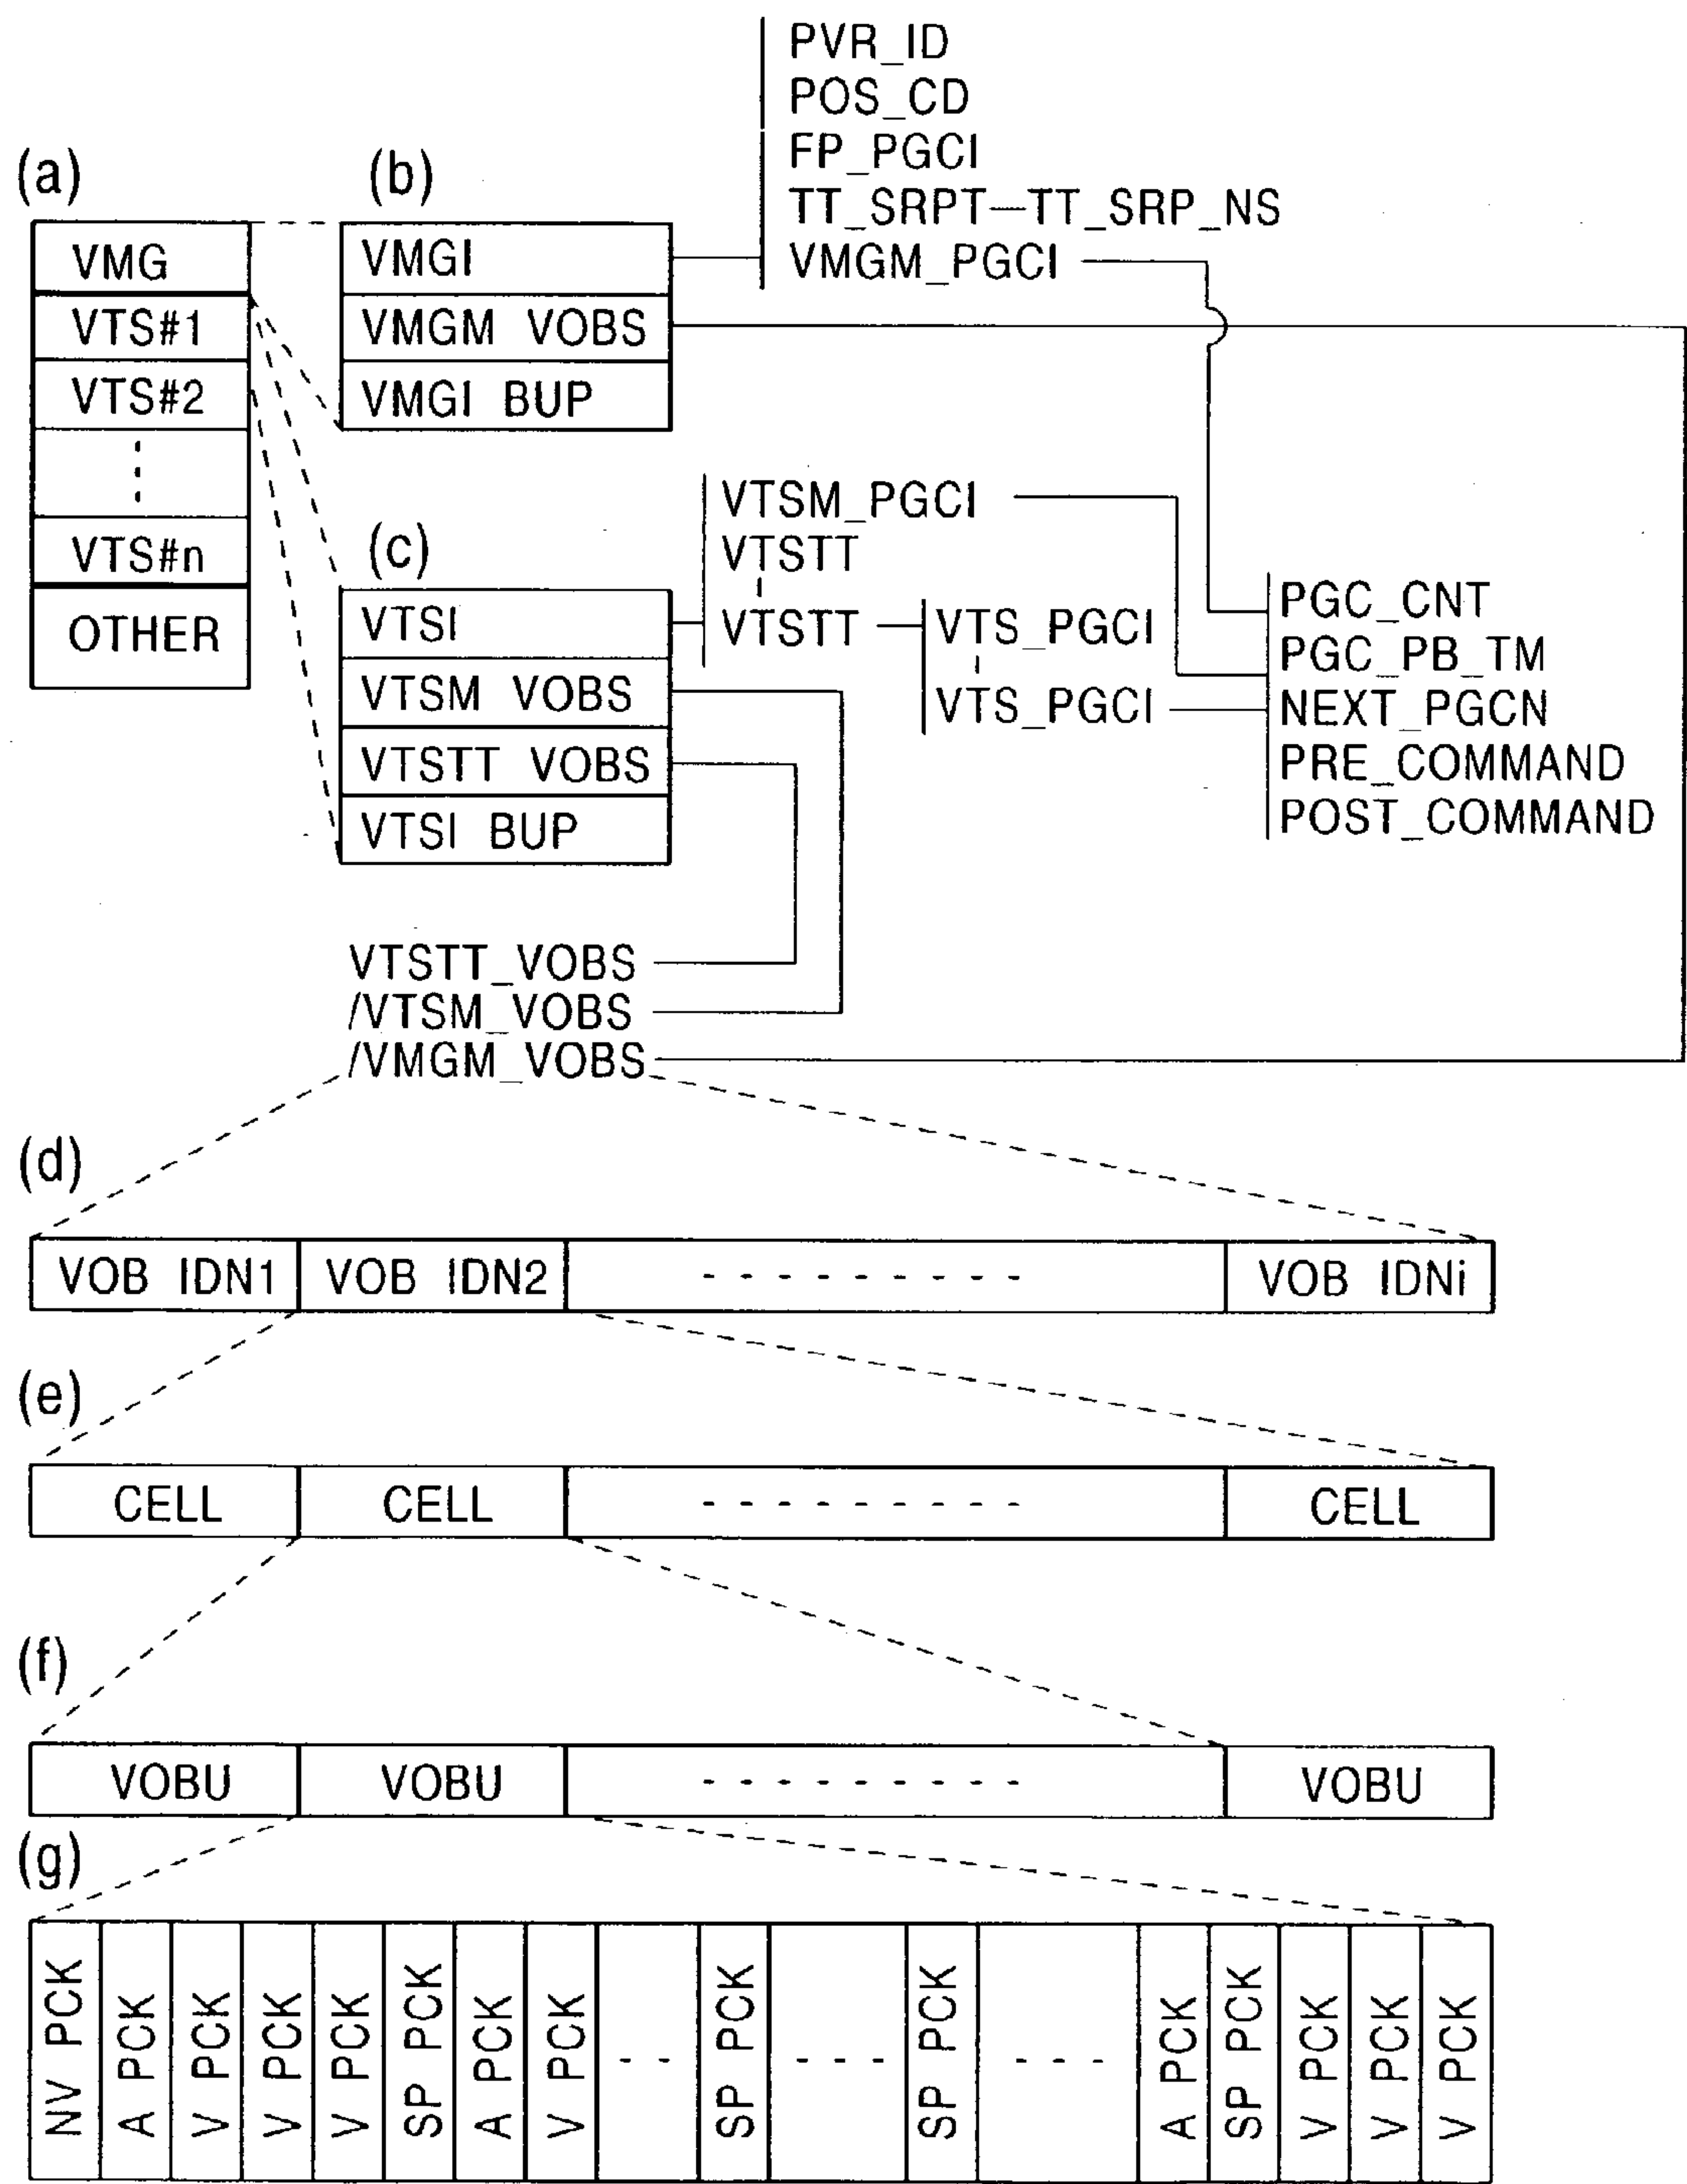 PVR_ID
POS_CD
FP_PGCI
TT_SRPT—TT_SRP_NS
VMGM_PGCI
(a)
VMG
VTS#1
VTS#2
VTS#n
OTHER
(b)
VMGI
VMGM VOBS
VMGI BUP
(c)
VTSI
VTSM VOBS
VTSTT VOBS
VTSI BUP
VTSM_PGCI
VTSTT
VTSTT
VTS_PGCI
VTS_PGCI
PGC_CNT
PGC_PB_TM
NEXT_PGCN
PRE_COMMAND
POST_COMMAND
VTSTT_VOBS
/VTSM_VOBS
/VMGM_VOBS
(d)
VOB IDN1 VOB IDN2 --------- VOB IDNi
(e)
CELL CELL --------- CELL
(f)
VOBU VOBU --------- VOBU
(g)
NV PCK
A PCK
V PCK
V PCK
V PCK
SP PCK
A PCK
V PCK
--
SP PCK
---
SP PCK
---
A PCK
SP PCK
V PCK
V PCK
V PCK